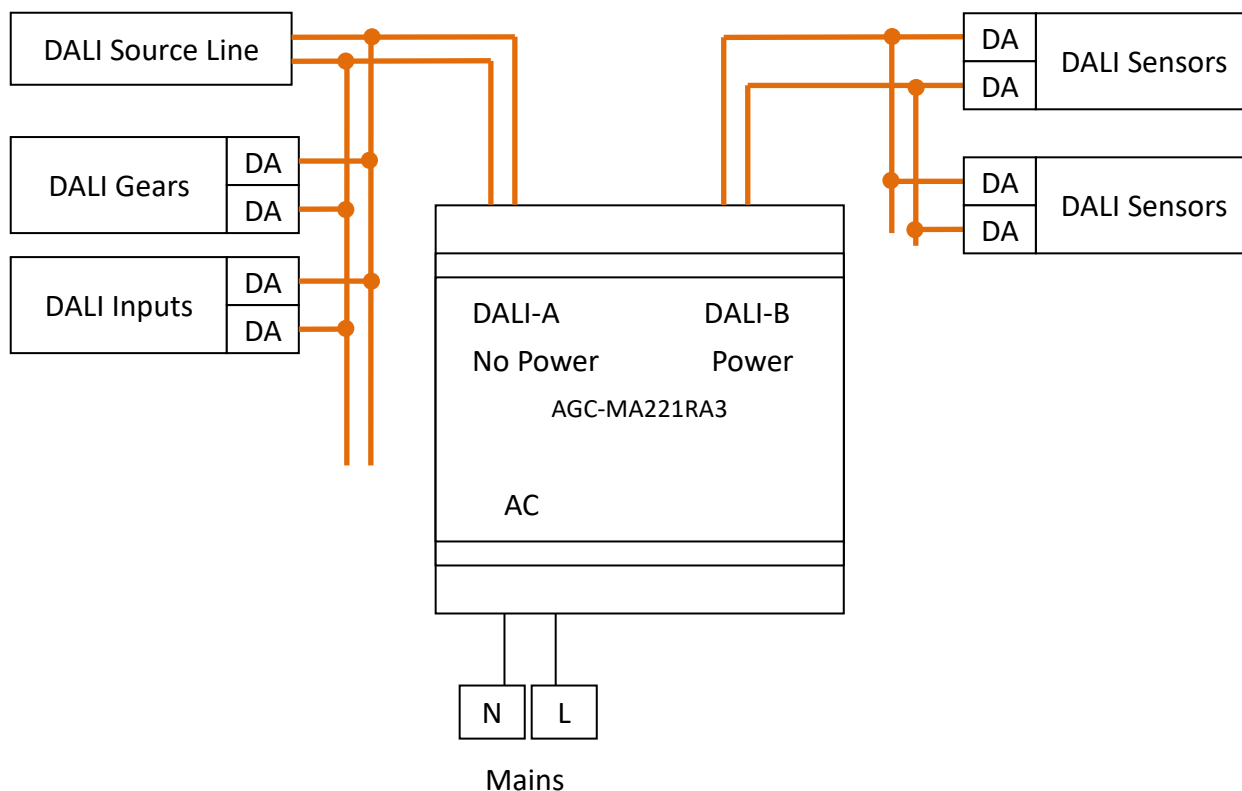 DALI Source Line
DA
DALI Gears
DA
DA
DALI Inputs
DA
DA
DALI Sensors
DA
DA
DALI Sensors
DA
DALI-A
DALI-B
No Power
Power
AGC-MA221RA3
AC
N
L
Mains